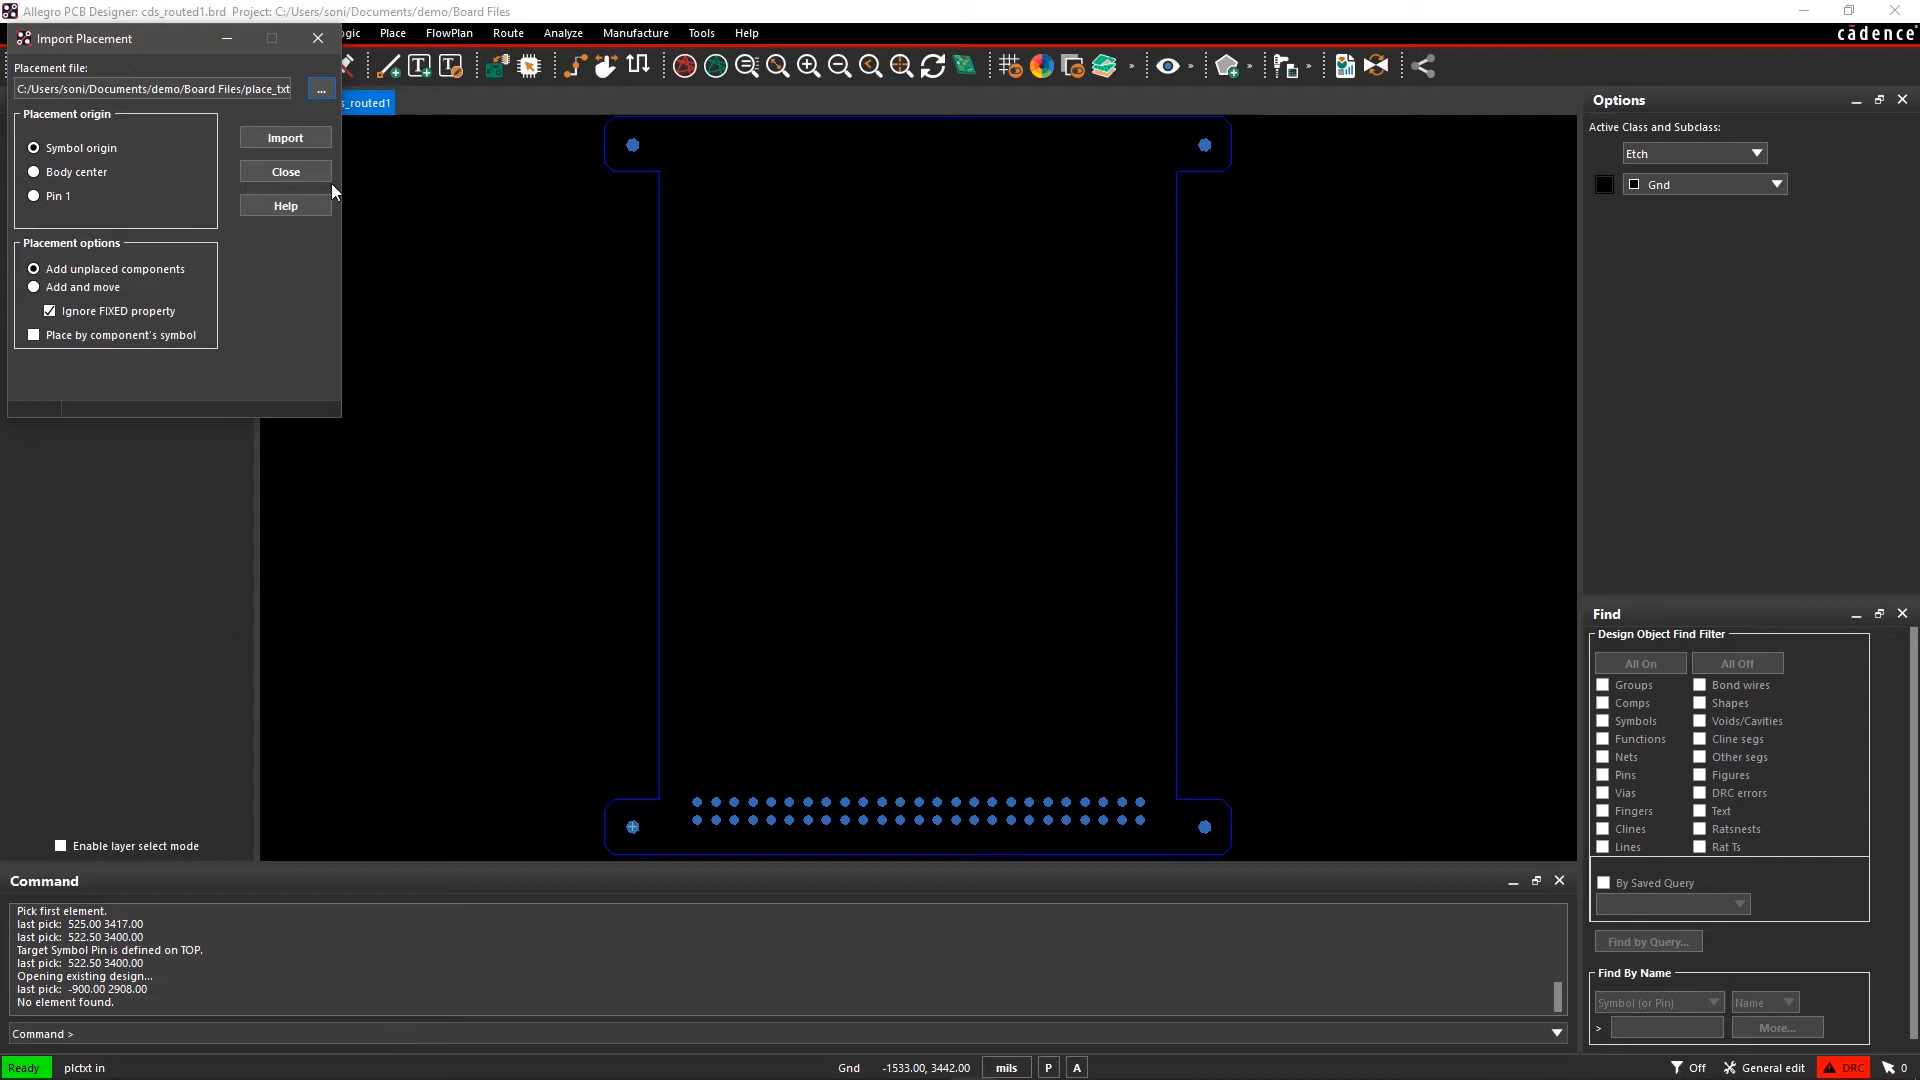 Allegro PCB Designer: cds_routed1.brd  Project: C:/Users/soni/Documents/demo/Board Files
Import Placement
ogic
Place
FlowPlan
Route
Analyze
Manufacture
Tools
Help
cadence
Placement file:
C:/Users/soni/Documents/demo/Board Files/place_txt
...
s_routed1
Placement origin
Symbol origin
Body center
Pin 1
Import
Close
Help
Placement options
Add unplaced components
Add and move
Ignore FIXED property
Place by component's symbol
Enable layer select mode
Options
Active Class and Subclass:
Etch
Gnd
Find
Design Object Find Filter
All On
All Off
Groups
Bond wires
Comps
Shapes
Symbols
Voids/Cavities
Functions
Cline segs
Nets
Other segs
Pins
Figures
Vias
DRC errors
Fingers
Text
Clines
Ratsnests
Lines
Rat Ts
By Saved Query
Find by Query...
Find By Name
Symbol (or Pin)
Name
>
More...
Command
Pick first element.
last pick:  525.00 3417.00
last pick:  522.50 3400.00
Target Symbol Pin is defined on TOP.
last pick:  522.50 3400.00
Opening existing design...
last pick:  -900.00 2908.00
No element found.
Command >
Ready
plctxt in
Gnd
-1533.00, 3442.00
mils
P
A
Off
General edit
DRC
0